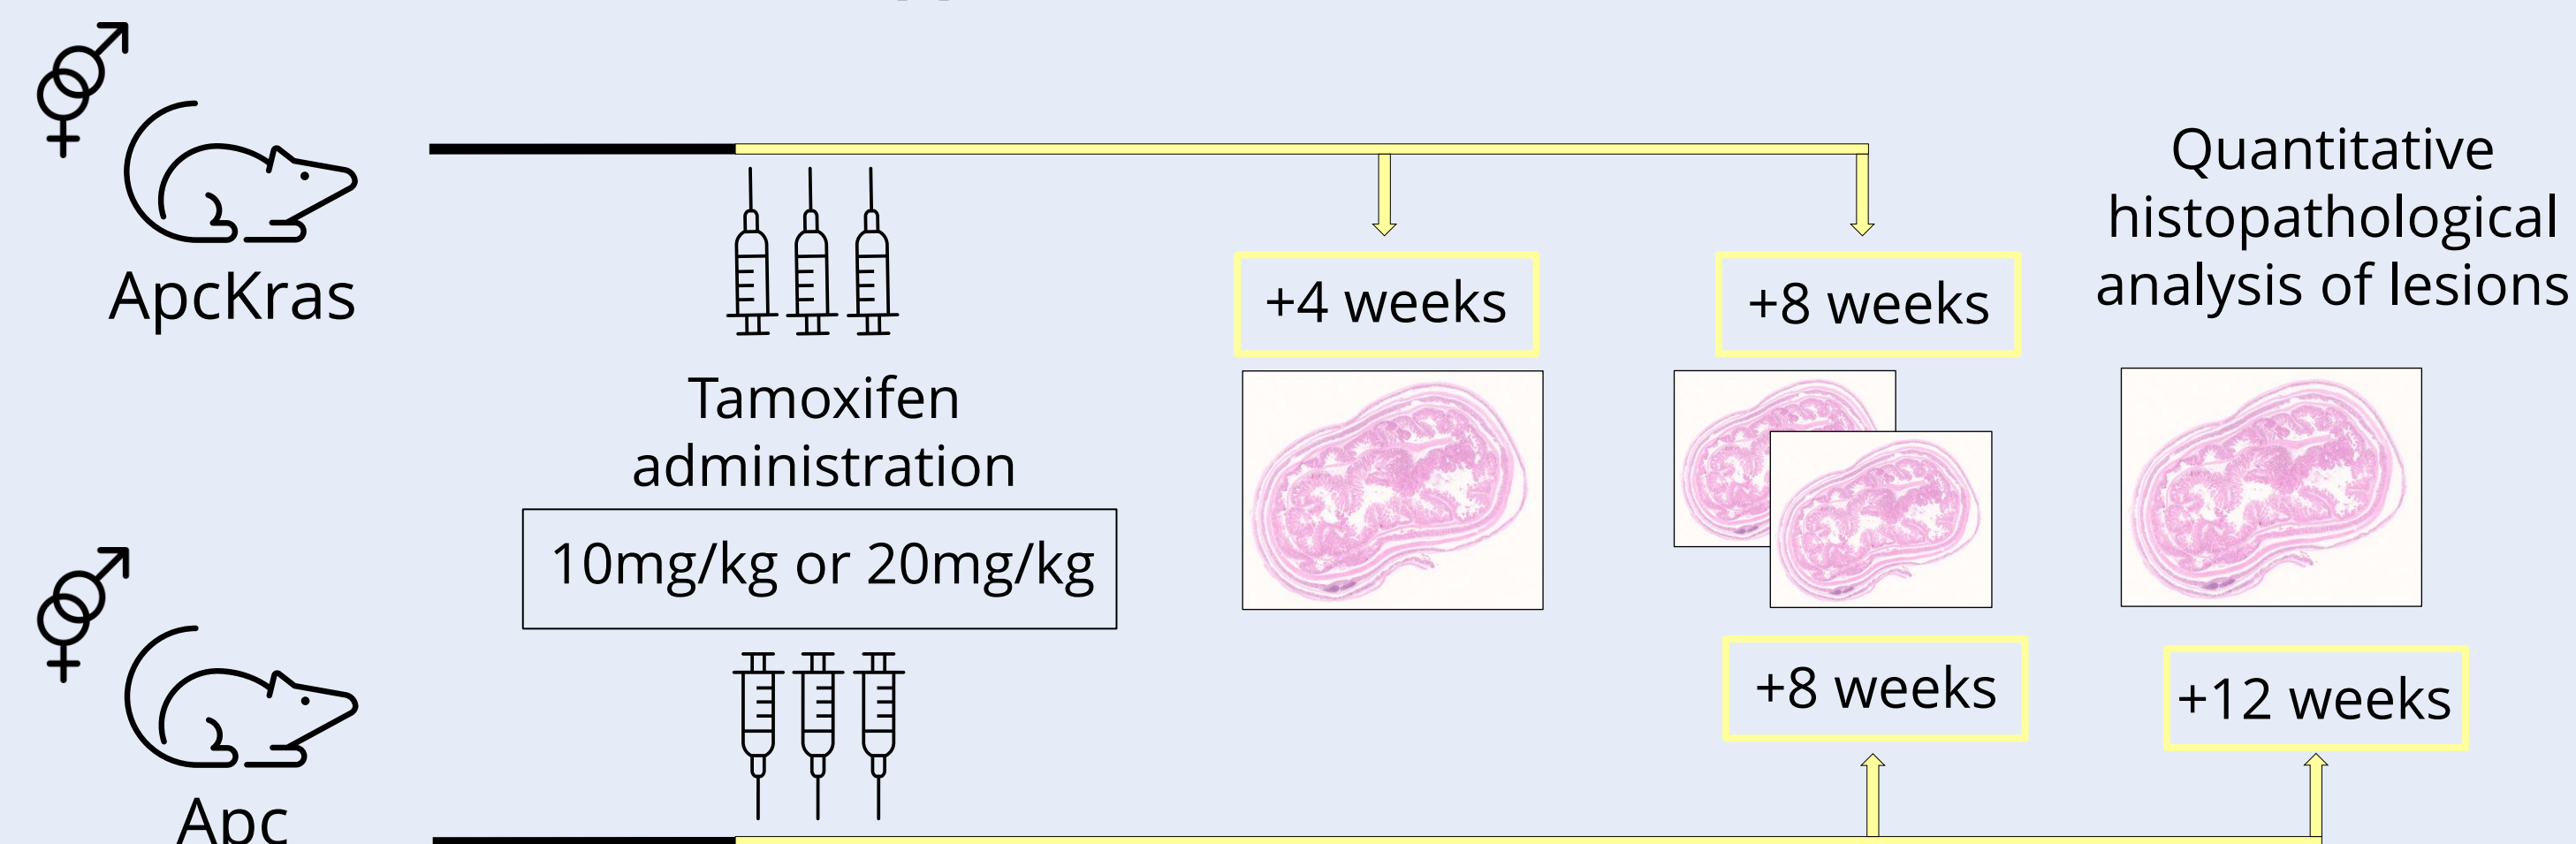 ApcKras
Tamoxifen
administration
10mg/kg or 20mg/kg
+4 weeks
+8 weeks
Quantitative
histopathological
analysis of lesions
Apc
+8 weeks
+12 weeks